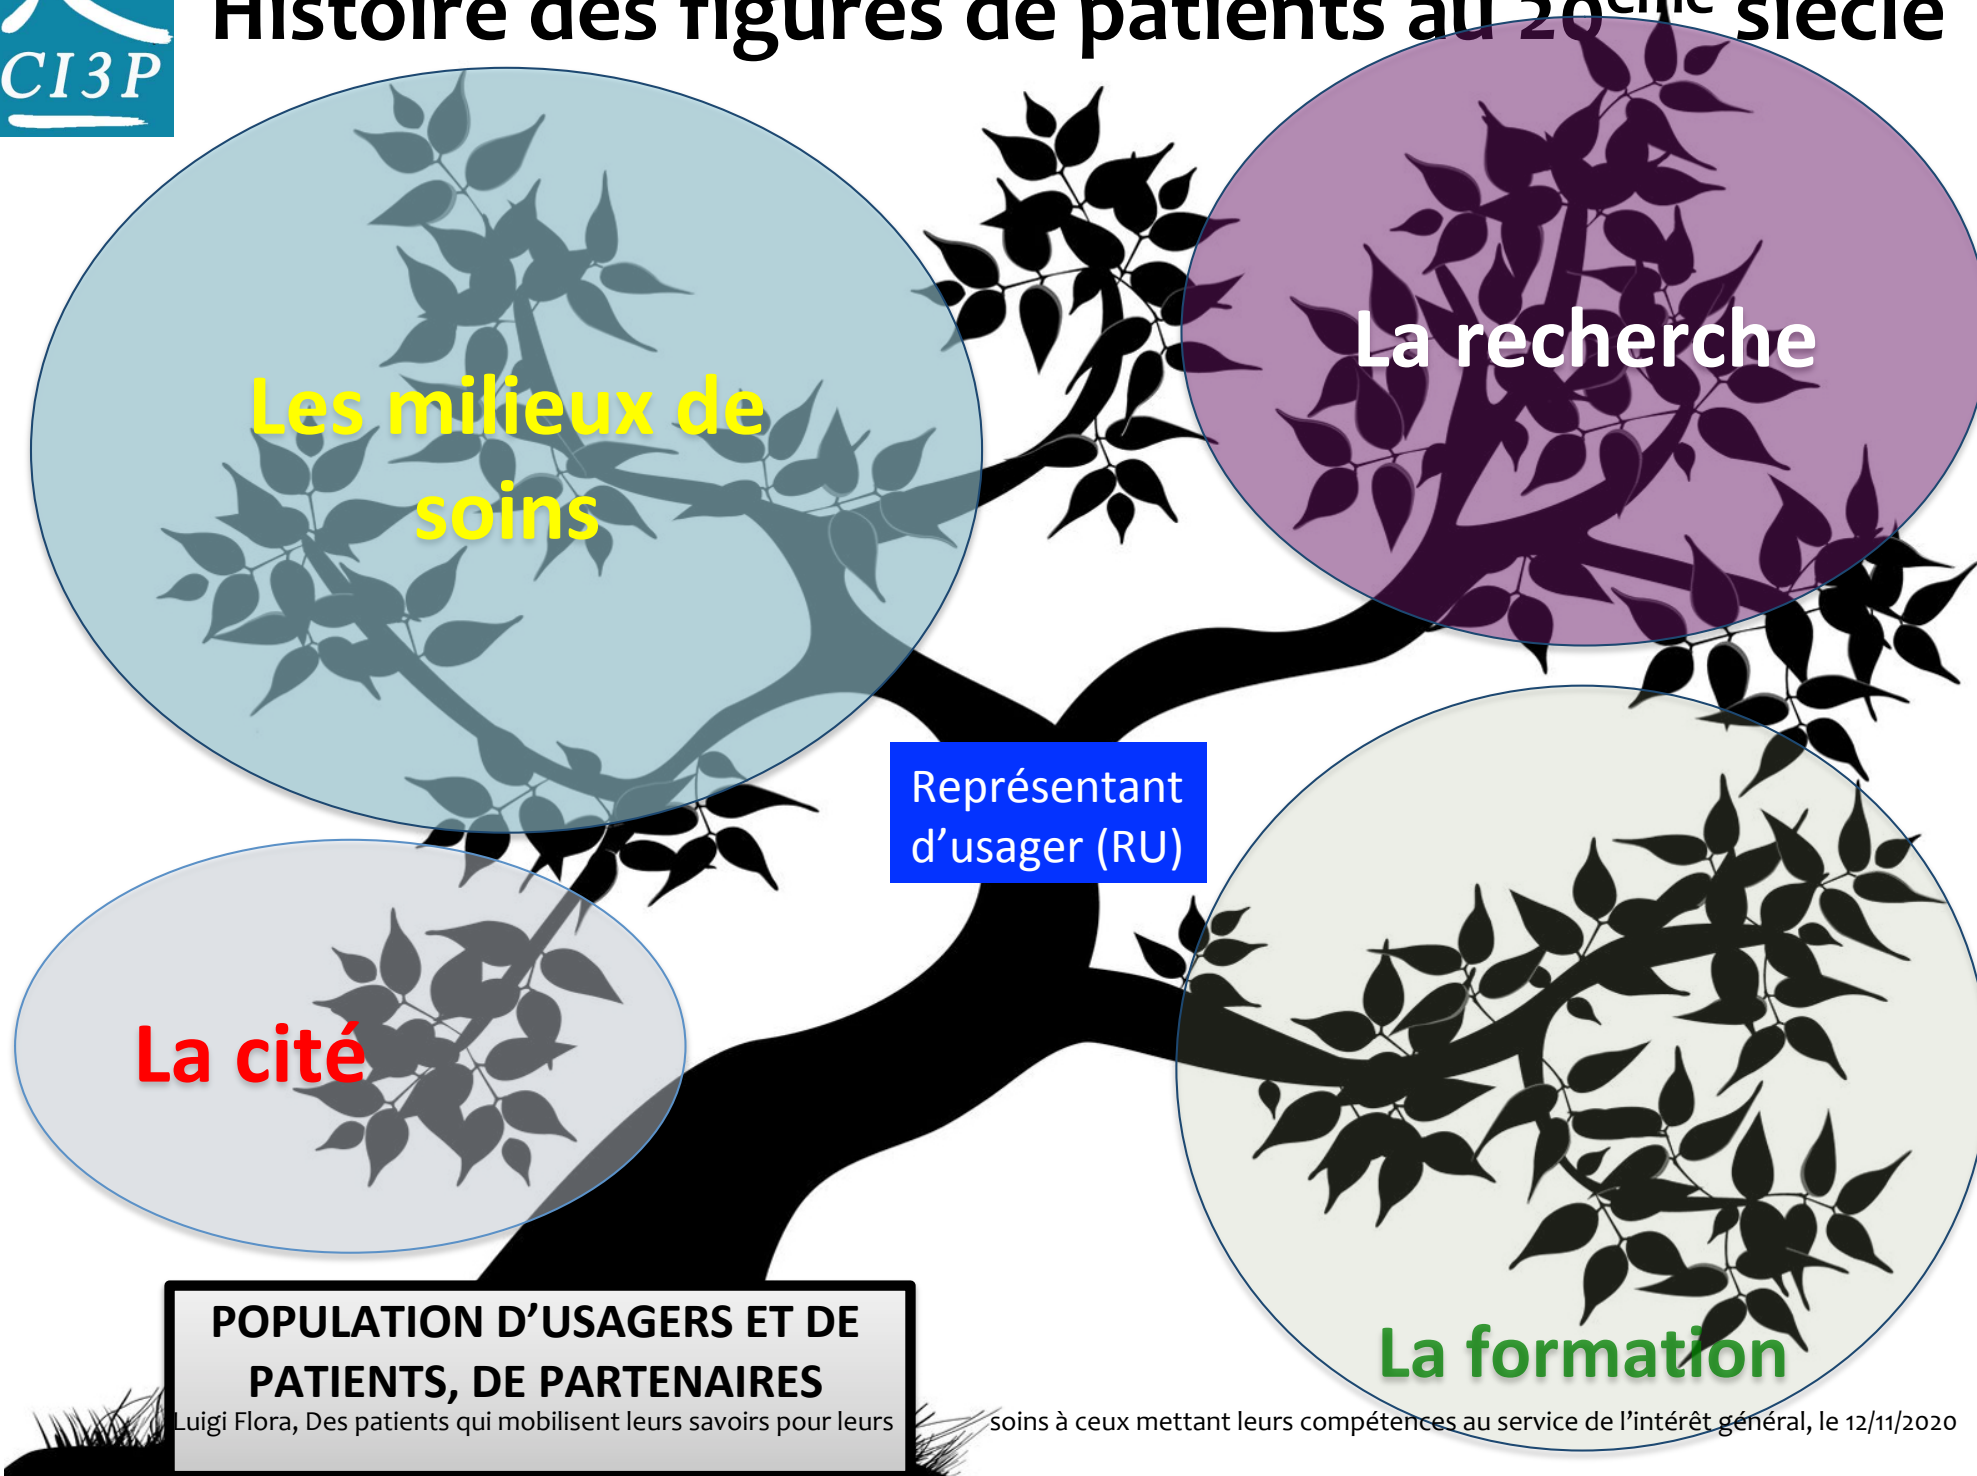 Histoire des figures de patients au 20ème siècle
CI3P
La recherche
Les milieux de
soins
Représentant
d’usager (RU)
La cité
POPULATION D’USAGERS ET DE
PATIENTS, DE PARTENAIRES
La formation
Luigi Flora, Des patients qui mobilisent leurs savoirs pour leurs soins à ceux mettant leurs compétences au service de l’intérêt général, le 12/11/2020